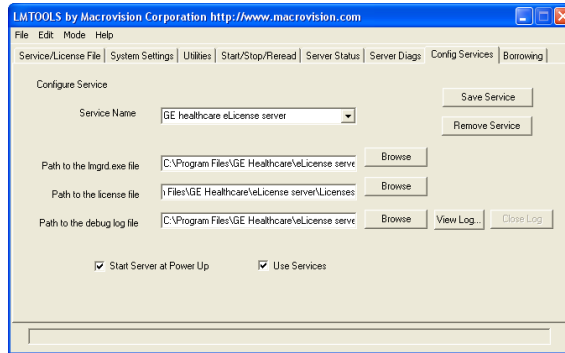 LMTOOLS by Macrovision Corporation http://www.macrovision.com
File Edit Mode Help
Service/License File System Settings Utilities Start/Stop/Reread Server Status Server Diags Config Services Borrowing
Configure Service
Save Service
Service Name GE healthcare eLicense server
Remove Service
Path to the lmgrd.exe file C:\Program Files\GE Healthcare\eLicense serve Browse
Path to the license file Files\GE Healthcare\eLicense server\Licenses Browse
Path to the debug log file C:\Program Files\GE Healthcare\eLicense serve Browse View Log... Close Log
Start Server at Power Up Use Services